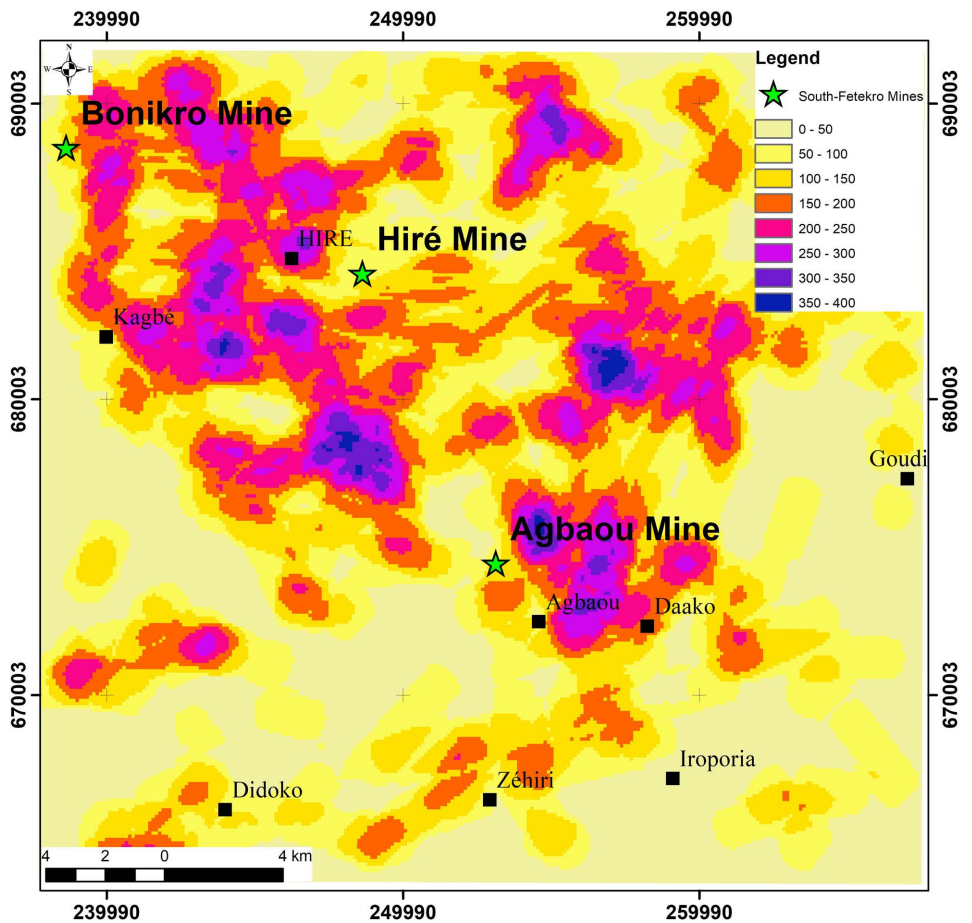 239990 249990 259990
N
W E
S
Legend
South-Fetekro Mines
0 - 50
50 - 100
100 - 150
150 - 200
200 - 250
250 - 300
300 - 350
350 - 400
690003 690003
Bonikro Mine
HIRE
Hiré Mine
Kagbé
680003 680003
Goudi
Agbaou Mine
Agbaou
Daako
670003 670003
Iroporia
Zéhiri
Didoko
4 2 0 4 km
239990 249990 259990